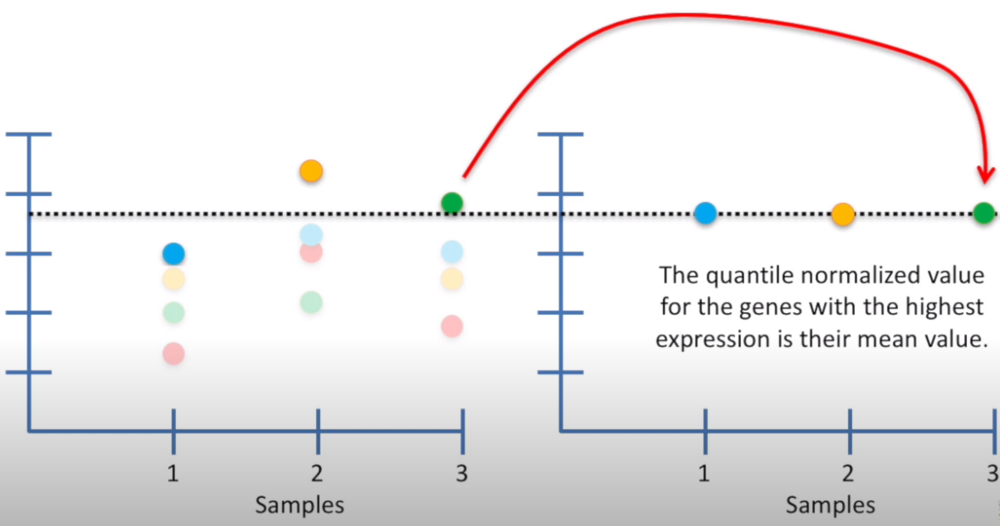 The quantile normalized value
for the genes with the highest
expression is their mean value.
1 2 3
Samples
1 2 3
Samples